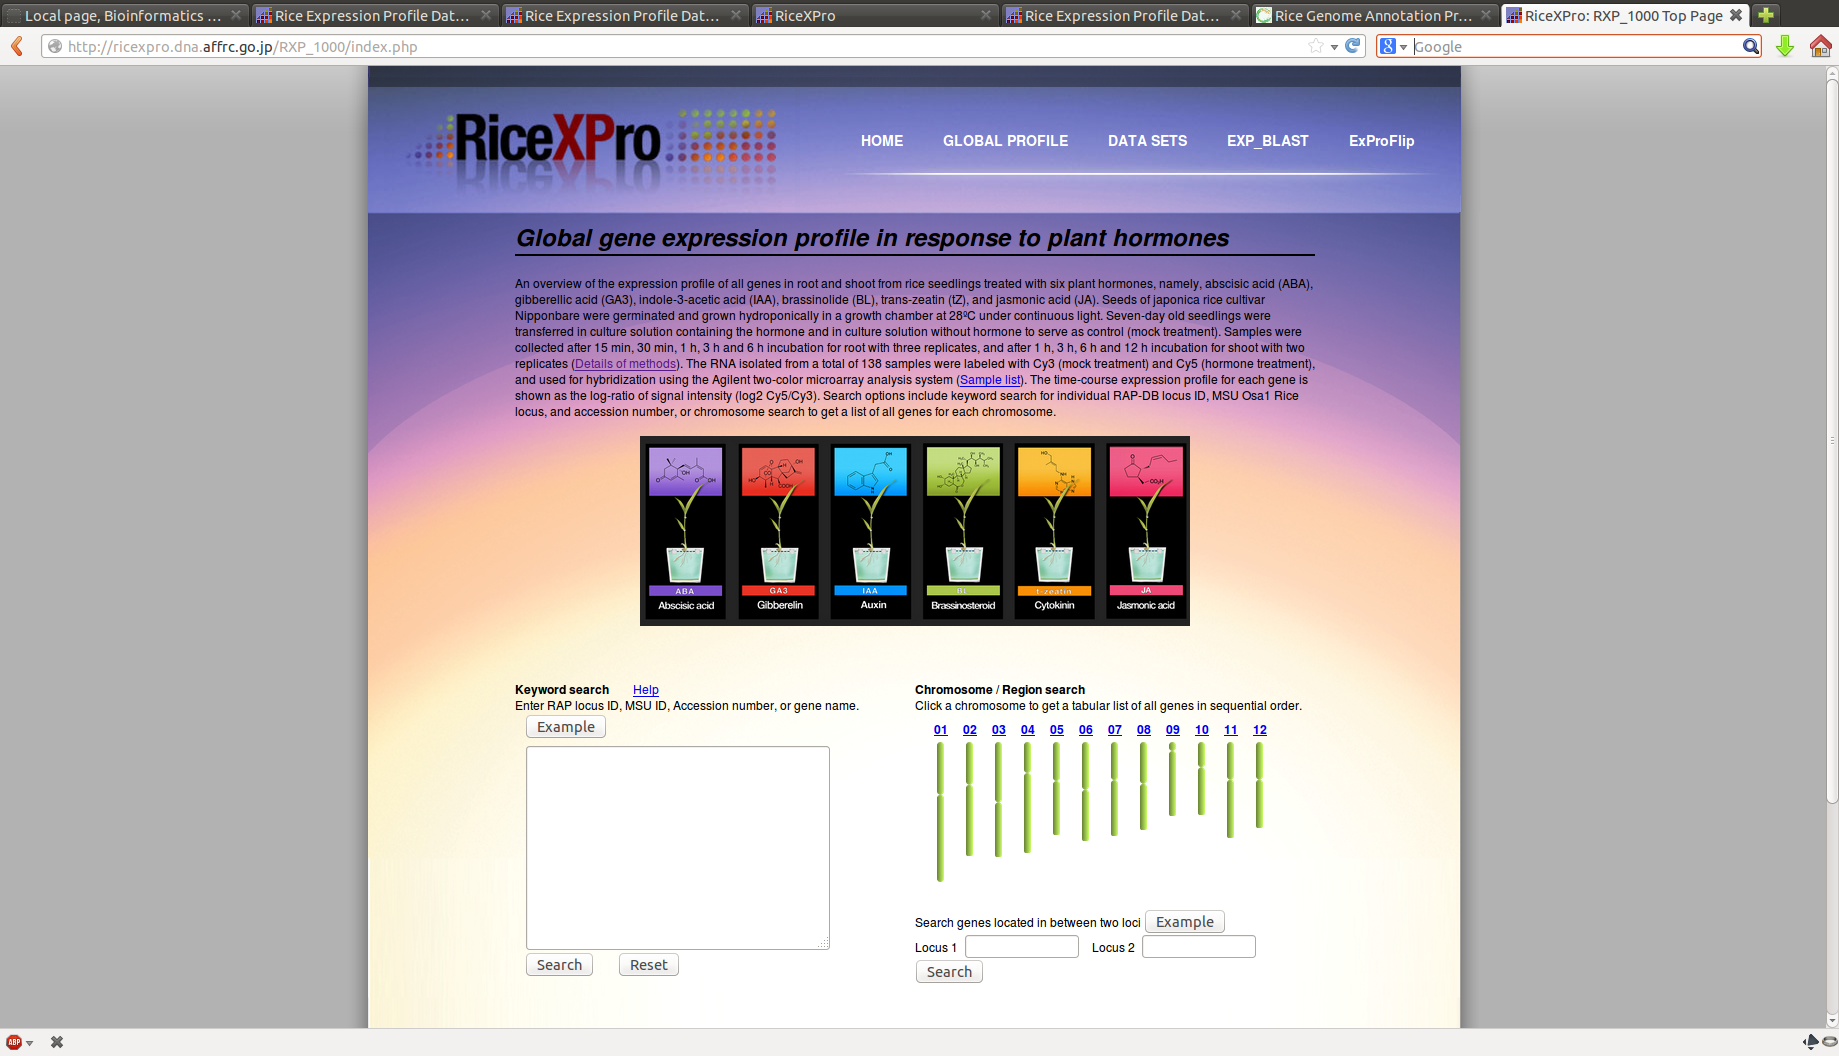 Local page, Bioinformatics ...
Rice Expression Profile Dat...
Rice Expression Profile Dat...
RiceXPro
Rice Expression Profile Dat...
Rice Genome Annotation Pr...
RiceXPro: RXP_1000 Top Page
http://ricexpro.dna.affrc.go.jp/RXP_1000/index.php
Google
RiceXPro
HOME
GLOBAL PROFILE
DATA SETS
EXP_BLAST
ExProFlip
Global gene expression profile in response to plant hormones
An overview of the expression profile of all genes in root and shoot from rice seedlings treated with six plant hormones, namely, abscisic acid (ABA),
gibberellic acid (GA3), indole-3-acetic acid (IAA), brassinolide (BL), trans-zeatin (tZ), and jasmonic acid (JA). Seeds of japonica rice cultivar
Nipponbare were germinated and grown hydroponically in a growth chamber at 28ºC under continuous light. Seven-day old seedlings were
transferred in culture solution containing the hormone and in culture solution without hormone to serve as control (mock treatment). Samples were
collected after 15 min, 30 min, 1 h, 3 h and 6 h incubation for root with three replicates, and after 1 h, 3 h, 6 h and 12 h incubation for shoot with two
replicates (Details of methods). The RNA isolated from a total of 138 samples were labeled with Cy3 (mock treatment) and Cy5 (hormone treatment),
and used for hybridization using the Agilent two-color microarray analysis system (Sample list). The time-course expression profile for each gene is
shown as the log-ratio of signal intensity (log2 Cy5/Cy3). Search options include keyword search for individual RAP-DB locus ID, MSU Osa1 Rice
locus, and accession number, or chromosome search to get a list of all genes for each chromosome.
ABA
GA3
IAA
BL
t-zeatin
JA
Abscisic acid
Gibberelin
Auxin
Brassinosteroid
Cytokinin
Jasmonic acid
Keyword search Help
Enter RAP locus ID, MSU ID, Accession number, or gene name.
Example
Search
Reset
Chromosome / Region search
Click a chromosome to get a tabular list of all genes in sequential order.
01 02 03 04 05 06 07 08 09 10 11 12
Search genes located in between two loci Example
Locus 1
Locus 2
Search
ABP